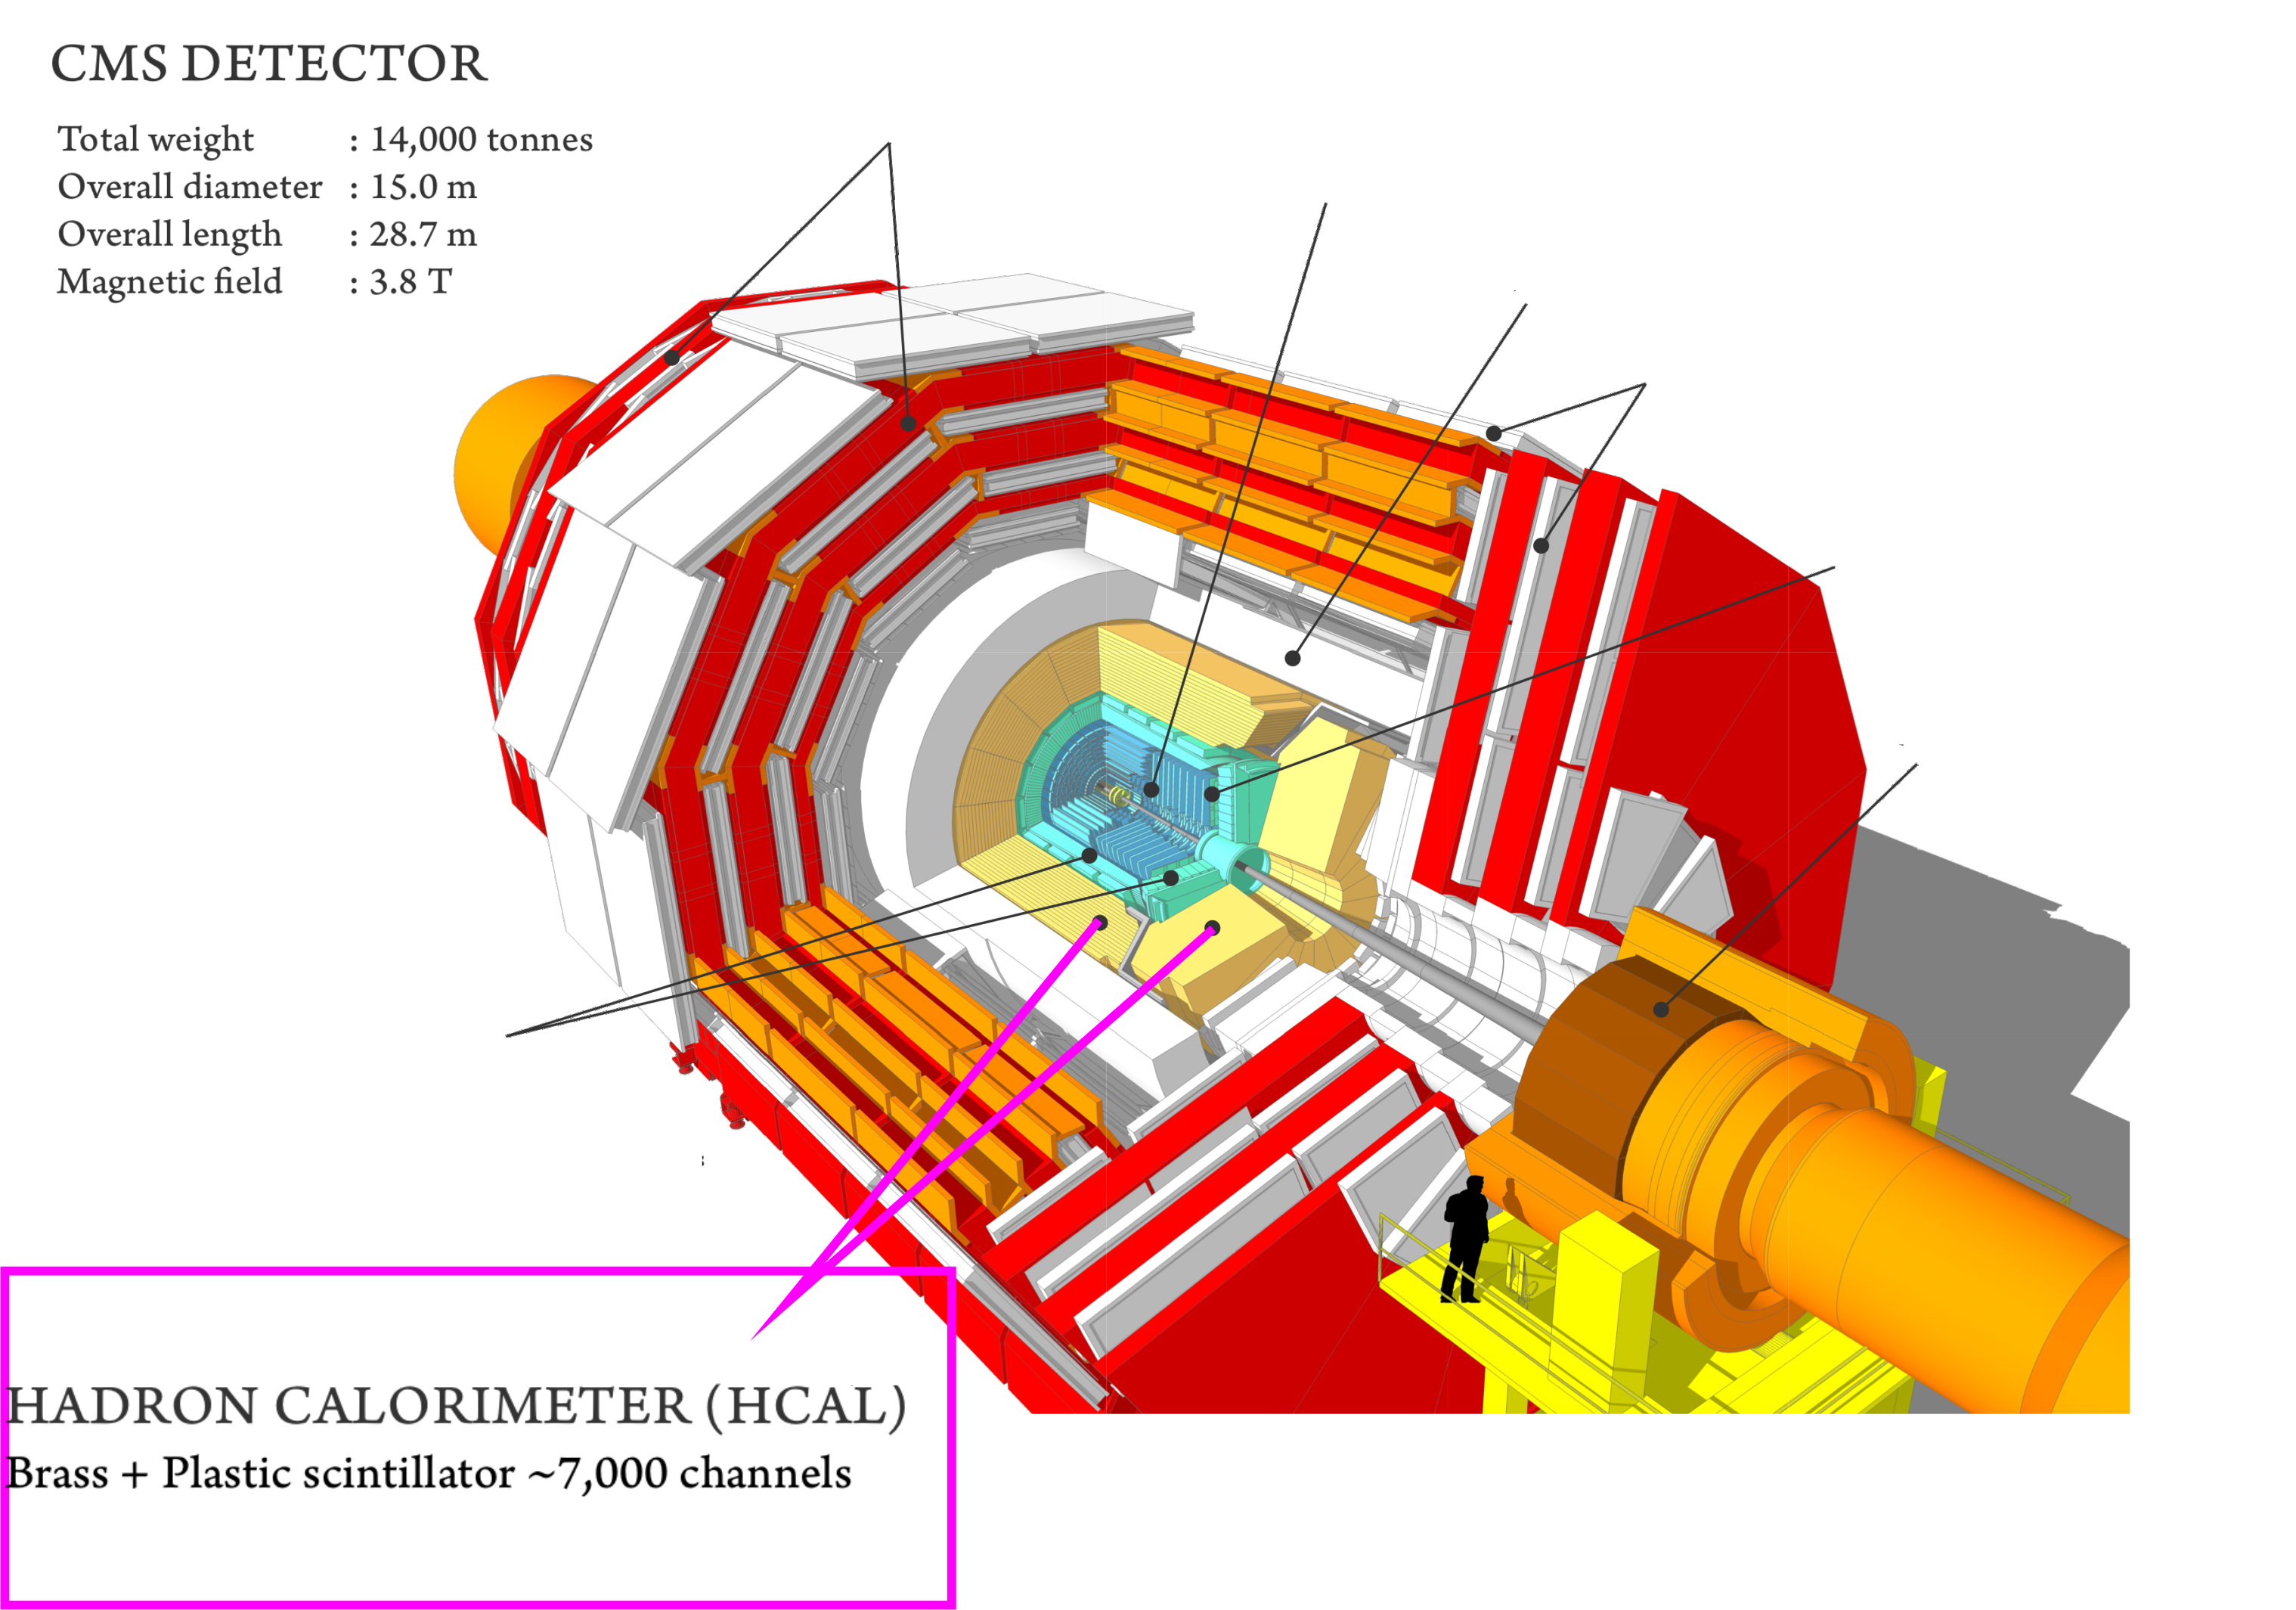 CMS DETECTOR
Total weight : 14,000 tonnes
Overall diameter : 15.0 m
Overall length : 28.7 m
Magnetic field : 3.8 T
HADRON CALORIMETER (HCAL)
Brass + Plastic scintillator ~7,000 channels